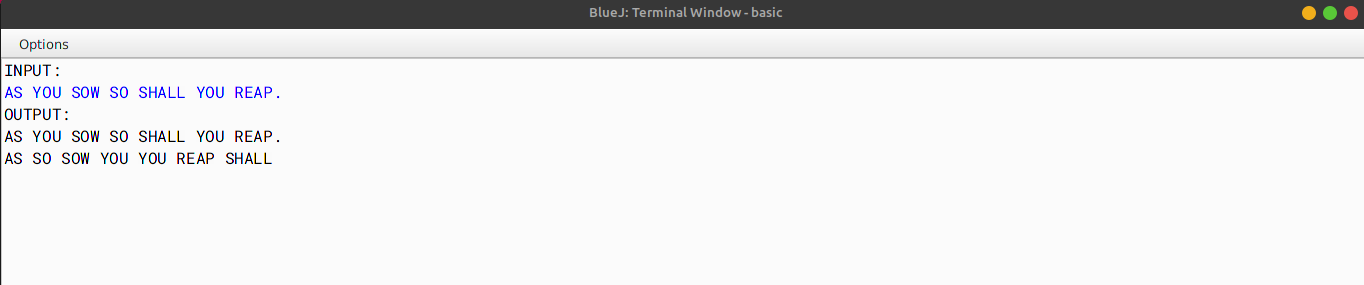 BlueJ: Terminal Window - basic
Options
INPUT:
AS YOU SOW SO SHALL YOU REAP.
OUTPUT:
AS YOU SOW SO SHALL YOU REAP.
AS SO SOW YOU YOU REAP SHALL